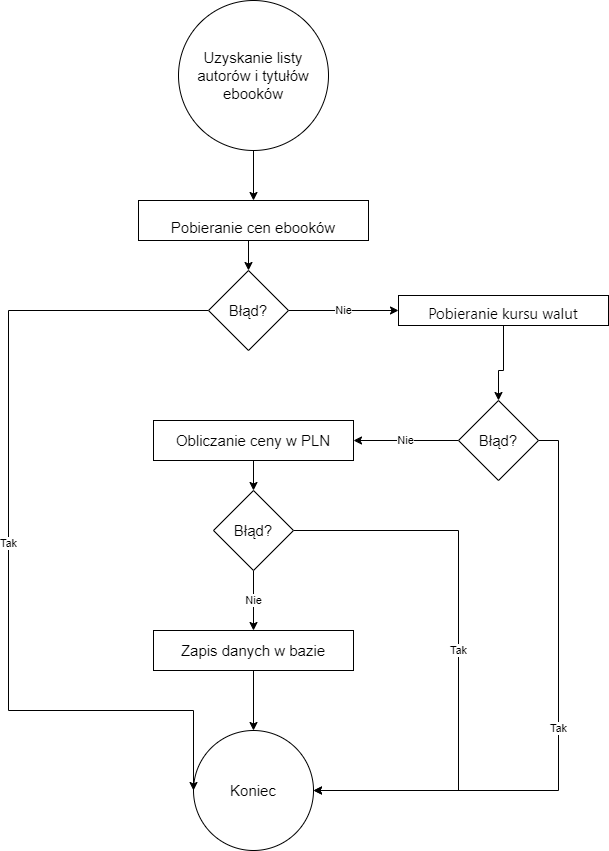 Uzyskanie listy
autorów i tytułów
ebooków
Pobieranie cen ebooków
Błąd?
Nie
Pobieranie kursu walut
Obliczanie ceny w PLN
Nie
Błąd?
Błąd?
Tak
Nie
Zapis danych w bazie
Tak
Tak
Koniec